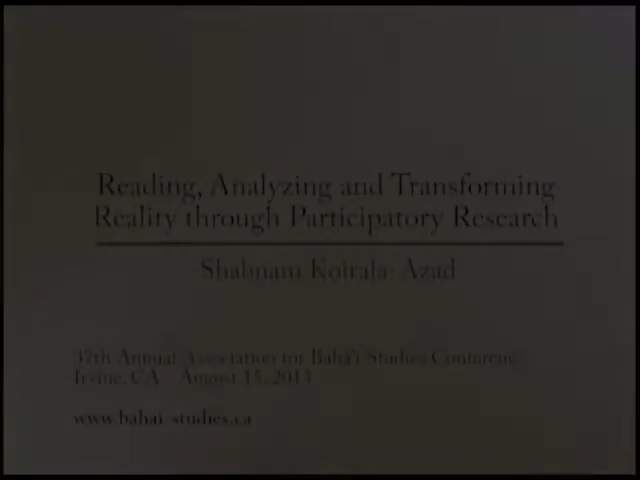 Reading, Analyzing and Transforming
Reality through Participatory Research
Shabnam Koirala-Azad
37th Annual Association for Bahá'í Studies Conference
Irvine, CA August 15, 2013
www.bahai-studies.ca